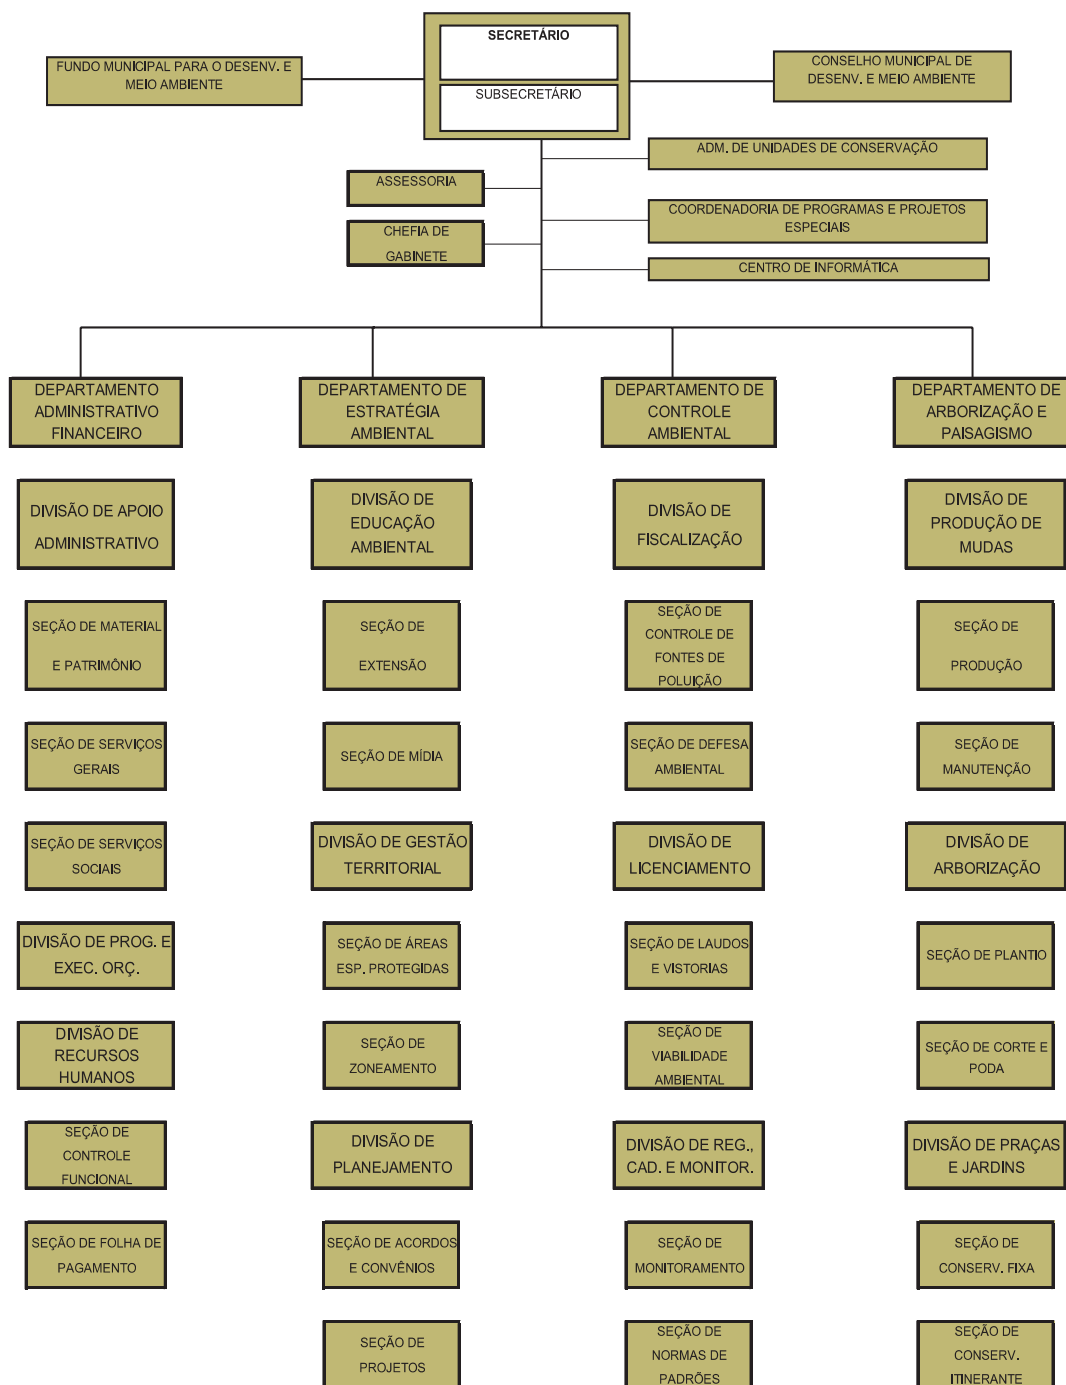 SECRETÁRIO
SUBSECRETÁRIO
FUNDO MUNICIPAL PARA O DESENV. E
MEIO AMBIENTE
CONSELHO MUNICIPAL DE
DESENV. E MEIO AMBIENTE
ADM. DE UNIDADES DE CONSERVAÇÃO
ASSESSORIA
COORDENADORIA DE PROGRAMAS E PROJETOS
ESPECIAIS
CHEFIA DE
GABINETE
CENTRO DE INFORMÁTICA
DEPARTAMENTO
ADMINISTRATIVO
FINANCEIRO
DIVISÃO DE APOIO
ADMINISTRATIVO
SEÇÃO DE MATERIAL
E PATRIMÔNIO
SEÇÃO DE SERVIÇOS
GERAIS
SEÇÃO DE SERVIÇOS
SOCIAIS
DIVISÃO DE PROG. E
EXEC. ORÇ.
DIVISÃO DE
RECURSOS
HUMANOS
SEÇÃO DE
CONTROLE
FUNCIONAL
SEÇÃO DE FOLHA DE
PAGAMENTO
DEPARTAMENTO DE
ESTRATÉGIA
AMBIENTAL
DIVISÃO DE
EDUCAÇÃO
AMBIENTAL
SEÇÃO DE
EXTENSÃO
SEÇÃO DE MÍDIA
DIVISÃO DE GESTÃO
TERRITORIAL
SEÇÃO DE ÁREAS
ESP. PROTEGIDAS
SEÇÃO DE
ZONEAMENTO
DIVISÃO DE
PLANEJAMENTO
SEÇÃO DE ACORDOS
E CONVÊNIOS
SEÇÃO DE
PROJETOS
DEPARTAMENTO DE
CONTROLE
AMBIENTAL
DIVISÃO DE
FISCALIZAÇÃO
SEÇÃO DE
CONTROLE DE
FONTES DE
POLUIÇÃO
SEÇÃO DE DEFESA
AMBIENTAL
DIVISÃO DE
LICENCIAMENTO
SEÇÃO DE LAUDOS
E VISTORIAS
SEÇÃO DE
VIABILIDADE
AMBIENTAL
DIVISÃO DE REG.,
CAD. E MONITOR.
SEÇÃO DE
MONITORAMENTO
SEÇÃO DE
NORMAS DE
PADRÕES
DEPARTAMENTO DE
ARBORIZAÇÃO E
PAISAGISMO
DIVISÃO DE
PRODUÇÃO DE
MUDAS
SEÇÃO DE
PRODUÇÃO
SEÇÃO DE
MANUTENÇÃO
DIVISÃO DE
ARBORIZAÇÃO
SEÇÃO DE PLANTIO
SEÇÃO DE CORTE E
PODA
DIVISÃO DE PRAÇAS
E JARDINS
SEÇÃO DE
CONSERV. FIXA
SEÇÃO DE
CONSERV.
ITINERANTE